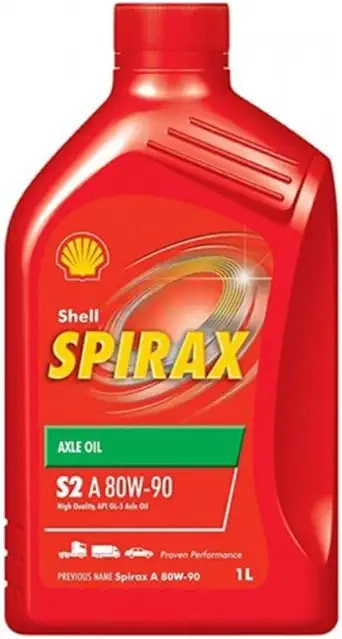 Shell
SPIRAX
AXLE OIL
S2 A 80W-90
High Quality, API GL-5 Axle Oil
Proven Performance
PREVIOUS NAME Spirax A 80W-90 1L